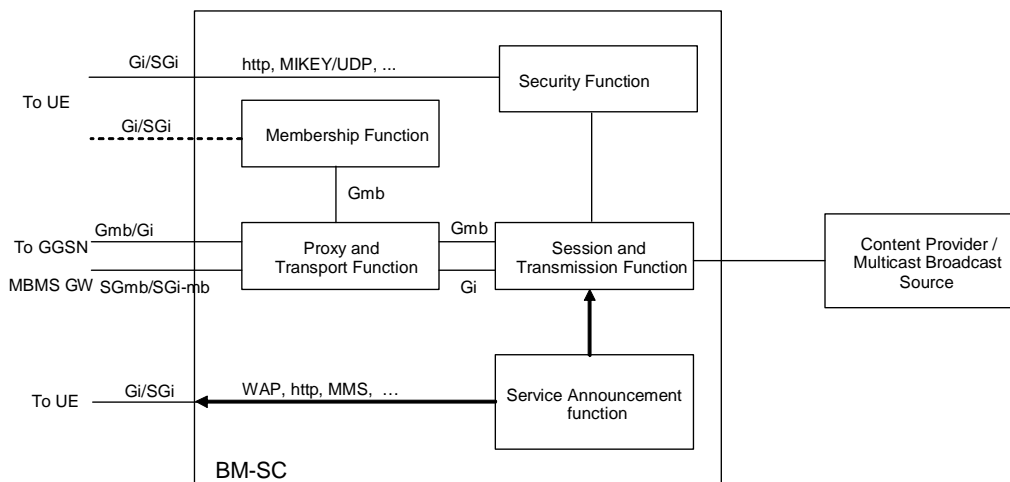 Gi/SGi
http, MIKEY/UDP, ...
Security Function
To UE
Gi/SGi
Membership Function
Gmb
Gmb/Gi
Gmb
To GGSN
Proxy and
Transport Function
Session and
Transmission Function
Content Provider /
Multicast Broadcast
Source
MBMS GW
SGmb/SGi-mb
Gi
Gi/SGi
WAP, http, MMS, ...
To UE
Service Announcement
function
BM-SC